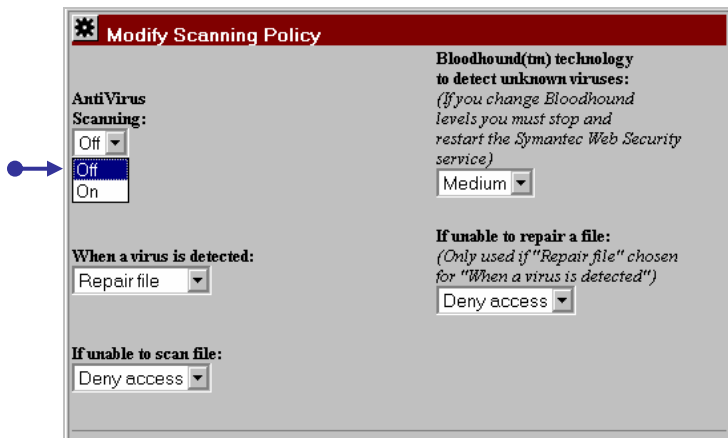 Modify Scanning Policy
AntiVirus
Scanning:
Off
Off
On
Bloodhound(tm) technology
to detect unknown viruses:
(If you change Bloodhound
levels you must stop and
restart the Symantec Web Security
service)
Medium
When a virus is detected:
Repair file
If unable to repair a file:
(Only used if "Repair file" chosen
for "When a virus is detected")
Deny access
If unable to scan file:
Deny access